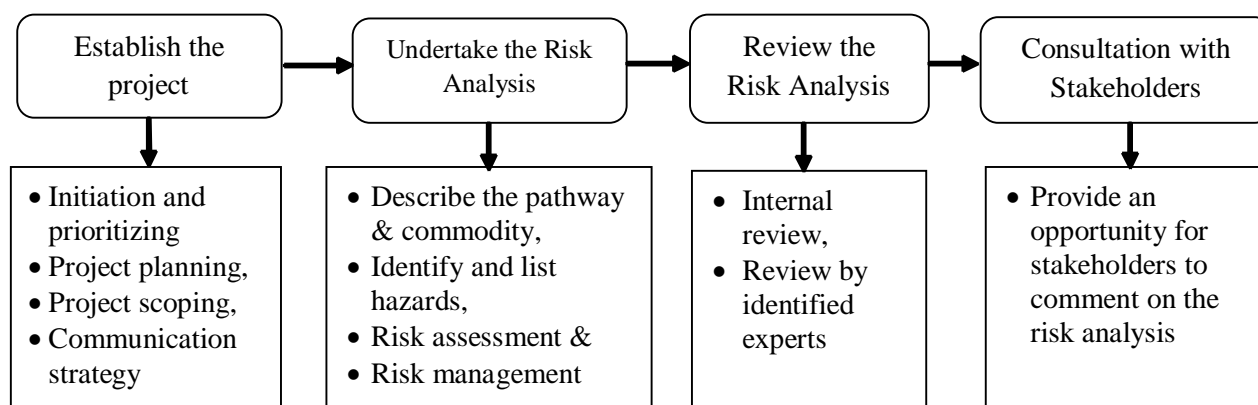 Establish the
project
Undertake the Risk
Analysis
Review the
Risk Analysis
Consultation with
Stakeholders
• Initiation and
prioritizing
• Project planning,
• Project scoping,
• Communication
strategy
• Describe the pathway
& commodity,
• Identify and list
hazards,
• Risk assessment &
• Risk management
• Internal
review,
• Review by
identified
experts
• Provide an
opportunity for
stakeholders to
comment on the
risk analysis